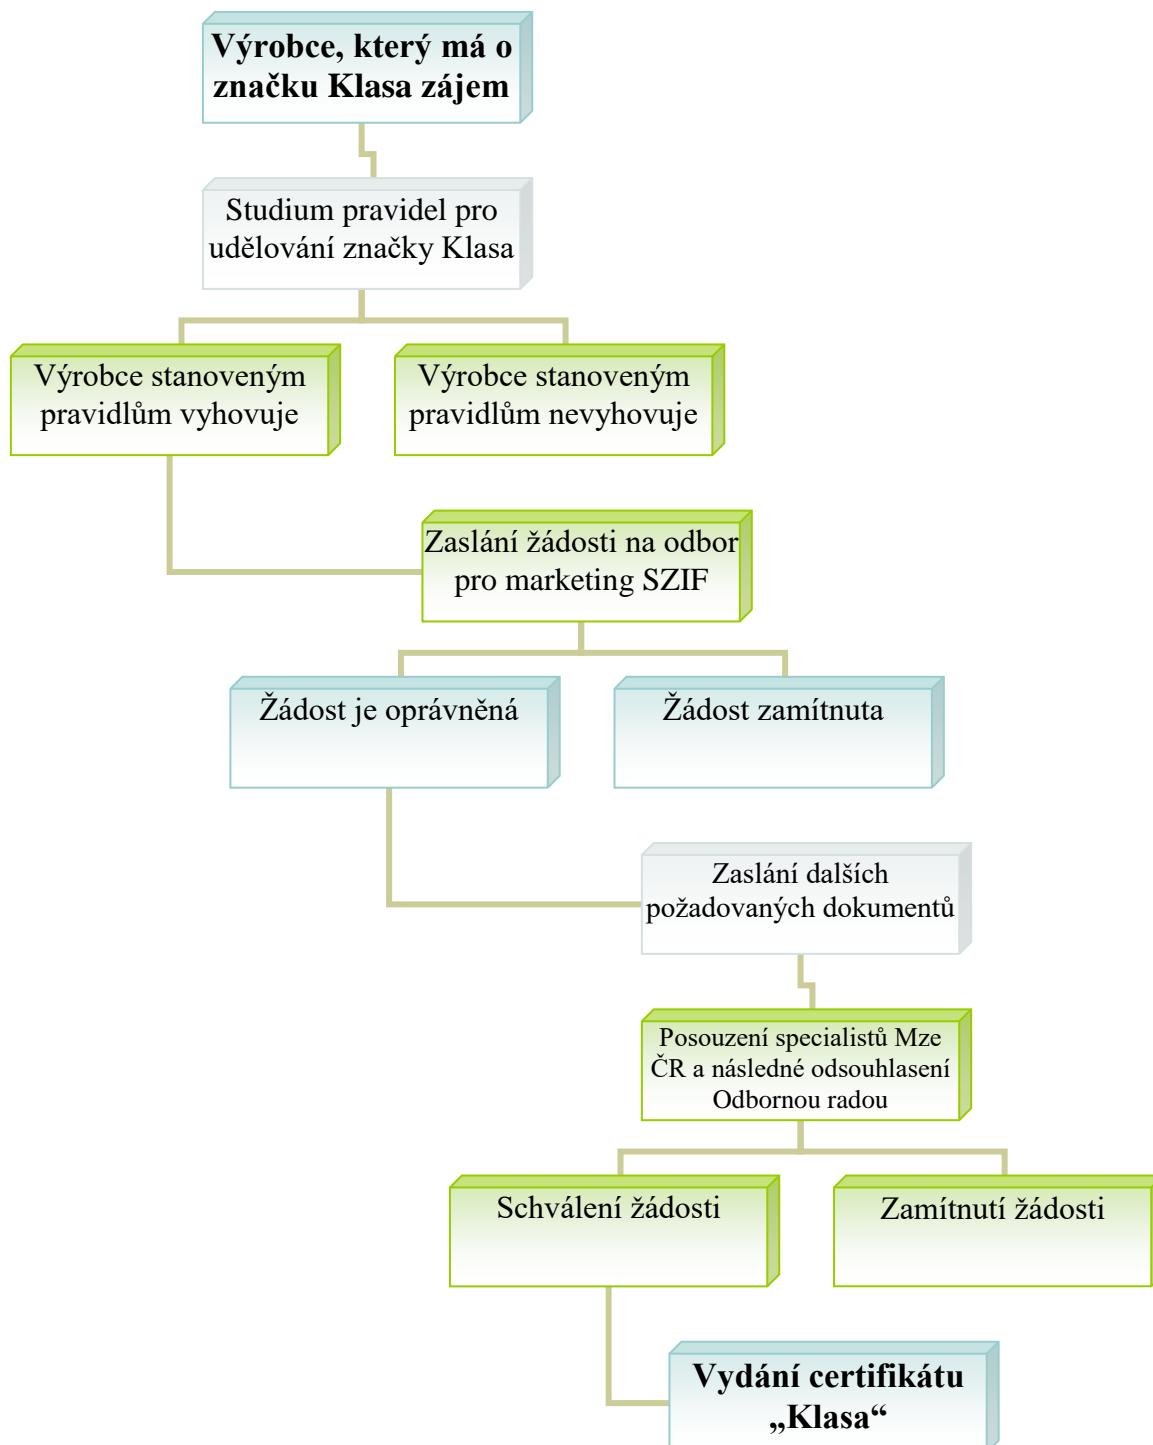 Výrobce, který má o
značku Klasa zájem
Studium pravidel pro
udělování značky Klasa
Výrobce stanoveným
pravidlům vyhovuje
Výrobce stanoveným
pravidlům nevyhovuje
Zaslání žádosti na odbor
pro marketing SZIF
Žádost je oprávněná
Žádost zamítnuta
Zaslání dalších
požadovaných dokumentů
Posouzení specialistů Mze
ČR a následné odsouhlasení
Odbornou radou
Schválení žádosti
Zamítnutí žádosti
Vydání certifikátu
„Klasa“